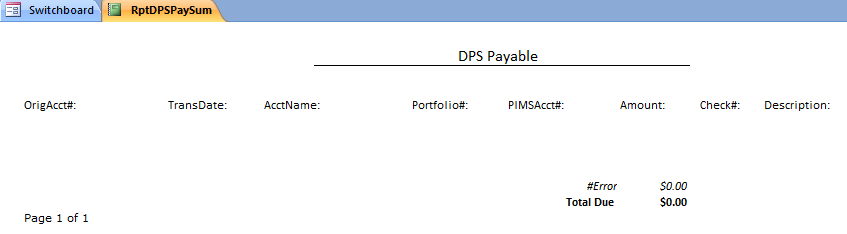 Switchboard RptDPSPaySum
DPS Payable
OrigAcct#: TransDate: AcctName: Portfolio#: PIMSAcct#: Amount: Check#: Description:
#Error $0.00
Total Due $0.00
Page 1 of 1